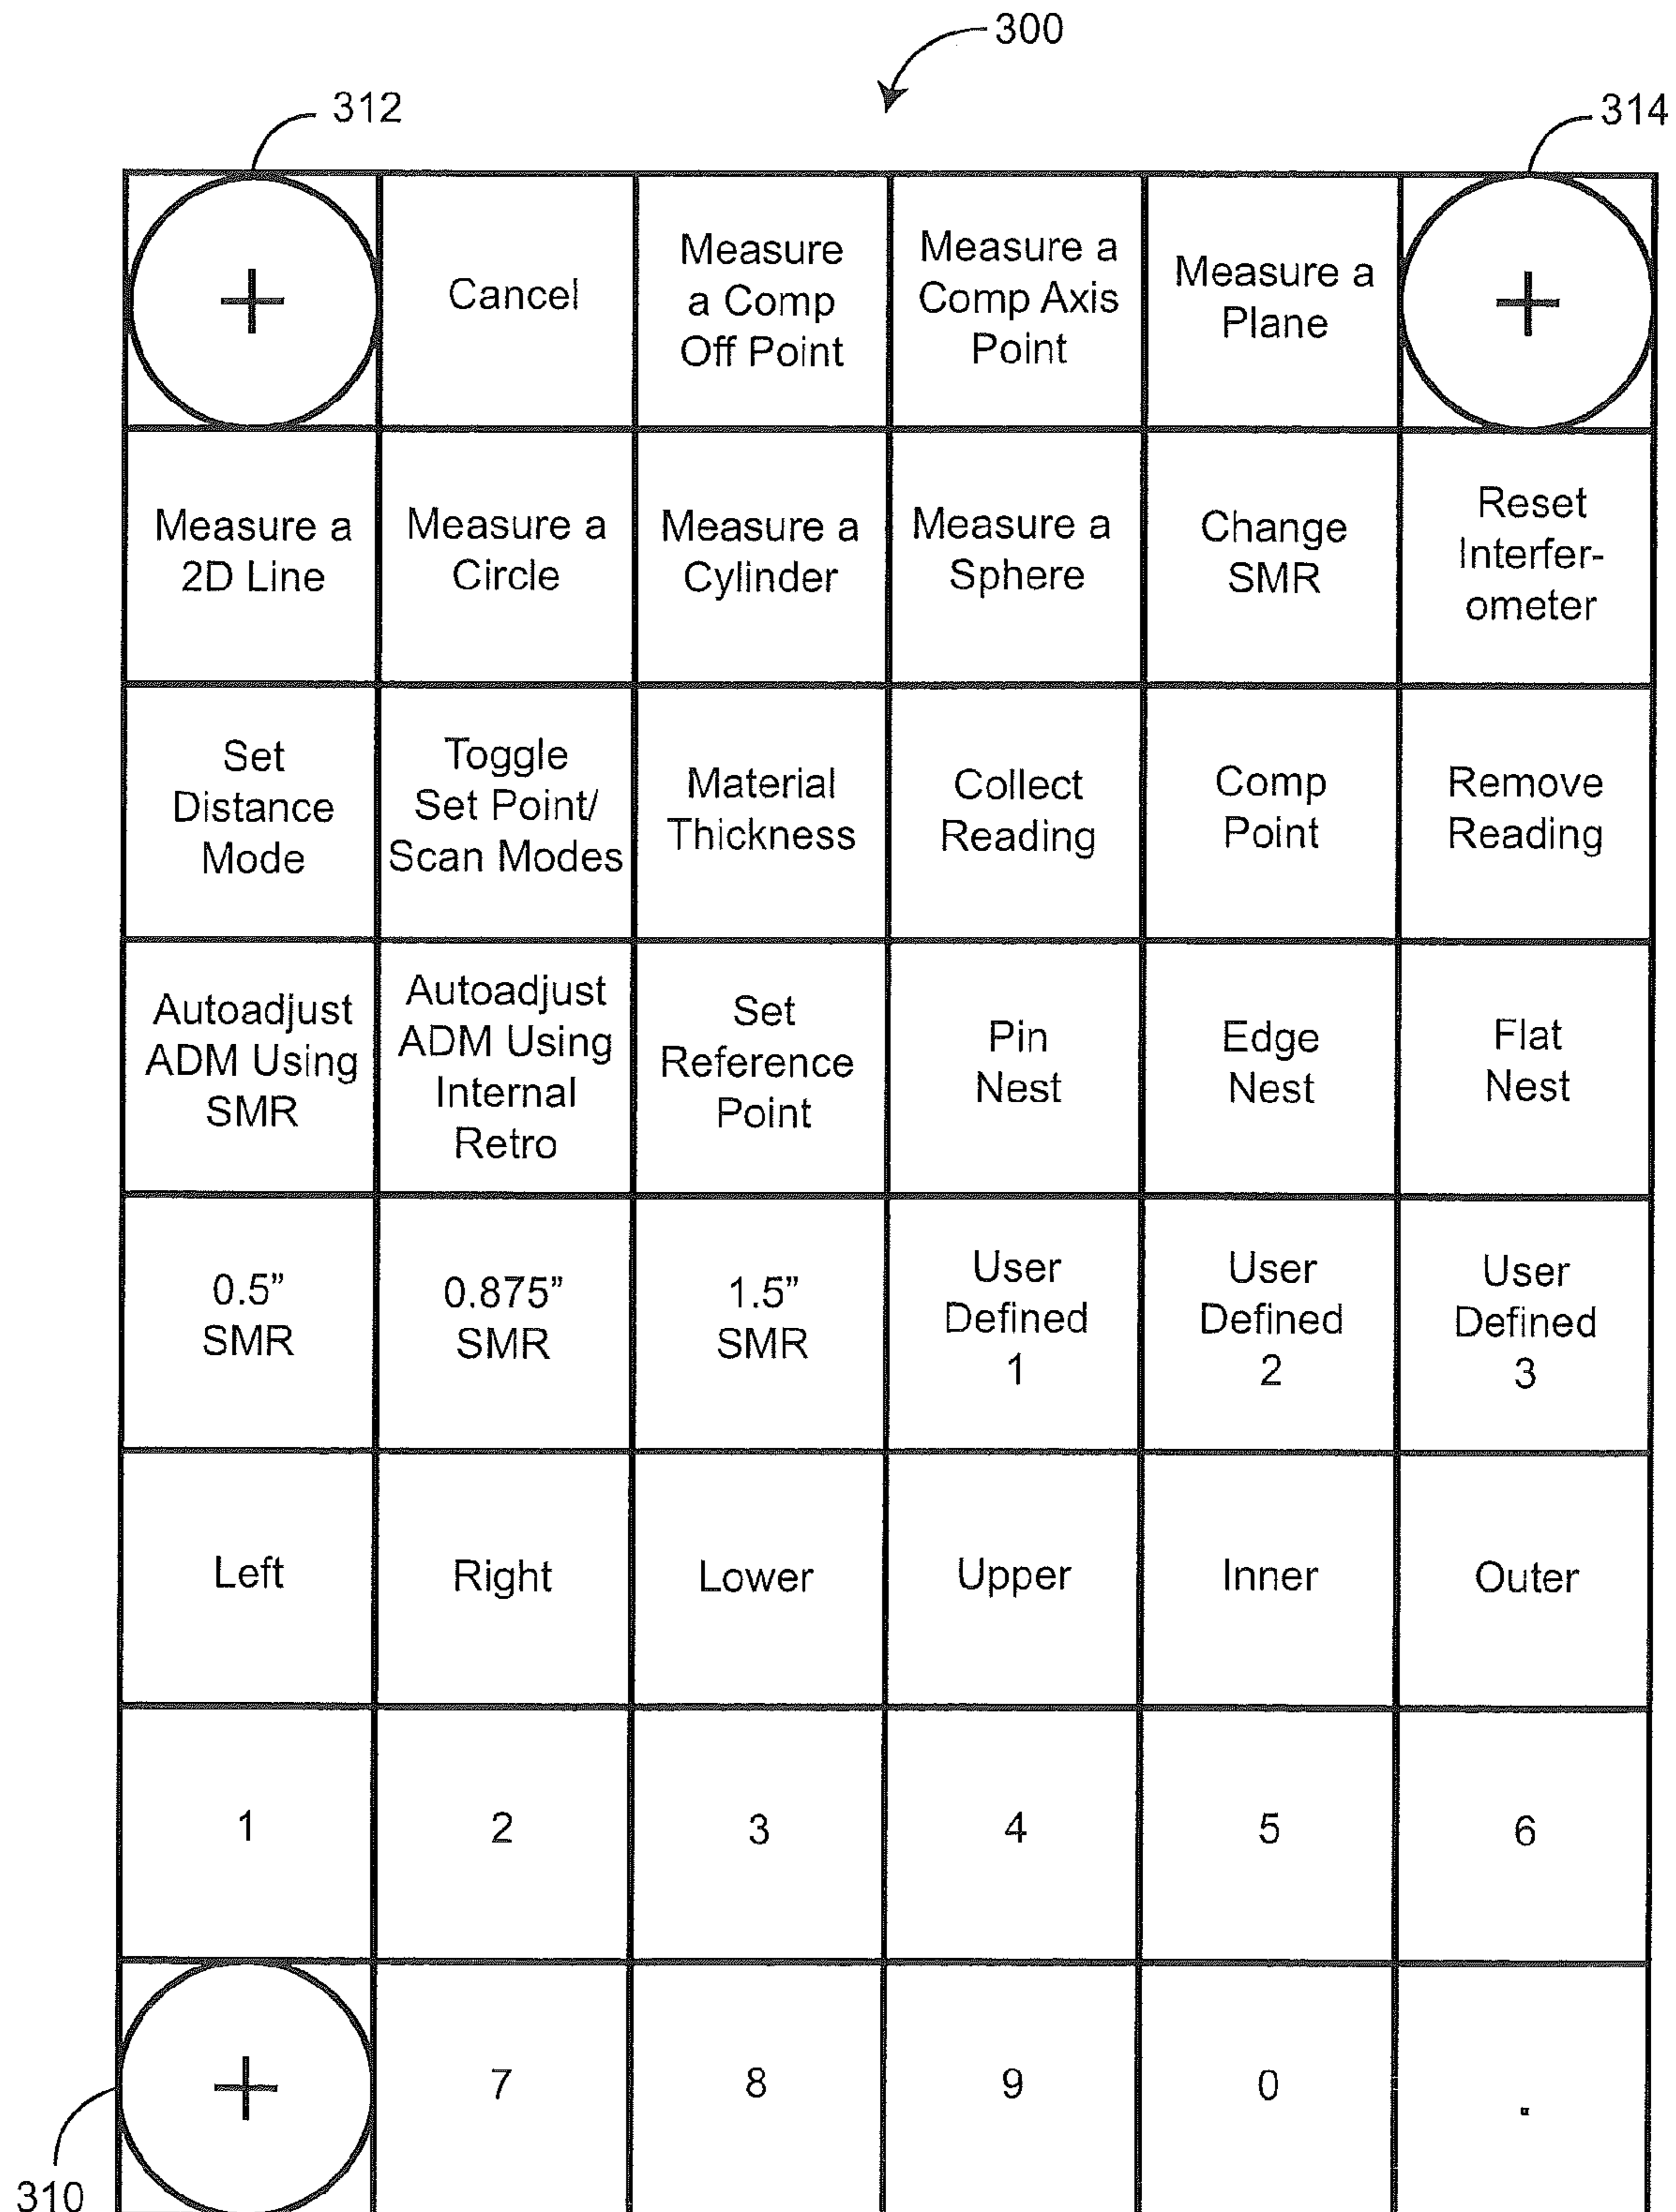 300
312
314
+
Cancel
Measure
a Comp
Off Point
Measure a
Comp Axis
Point
Measure a
Plane
+
Measure a
2D Line
Measure a
Circle
Measure a
Cylinder
Measure a
Sphere
Change
SMR
Reset
Interfer-
ometer
Set
Distance
Mode
Toggle
Set Point/
Scan Modes
Material
Thickness
Collect
Reading
Comp
Point
Remove
Reading
Autoadjust
ADM Using
SMR
Autoadjust
ADM Using
Internal
Retro
Set
Reference
Point
Pin
Nest
Edge
Nest
Flat
Nest
0.5”
SMR
0.875”
SMR
1.5”
SMR
User
Defined
1
User
Defined
2
User
Defined
3
Left
Right
Lower
Upper
Inner
Outer
1
2
3
4
5
6
+
7
8
9
0
.
310